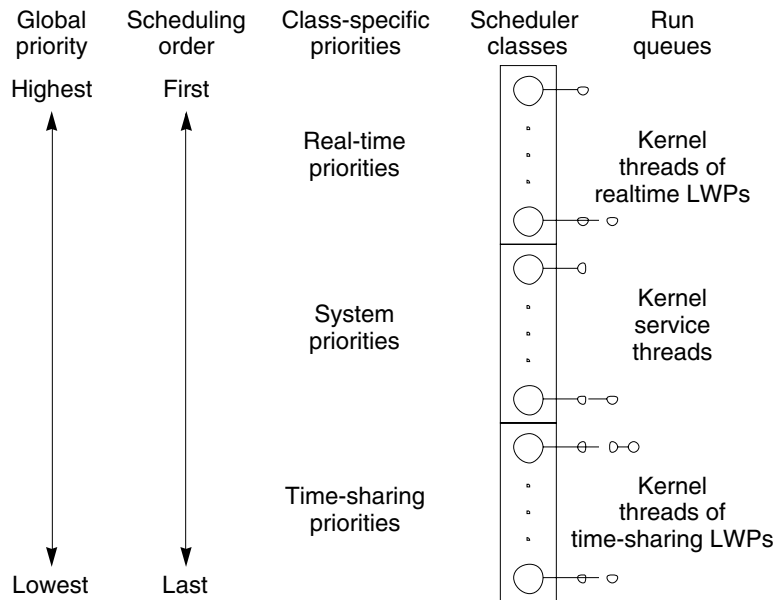 Global
priority
Scheduling
order
Class-specific
priorities
Scheduler
classes
Run
queues
Highest
First
Real-time
priorities
Kernel
threads of
realtime LWPs
System
priorities
Kernel
service
threads
Time-sharing
priorities
Kernel
threads of
time-sharing LWPs
Lowest
Last